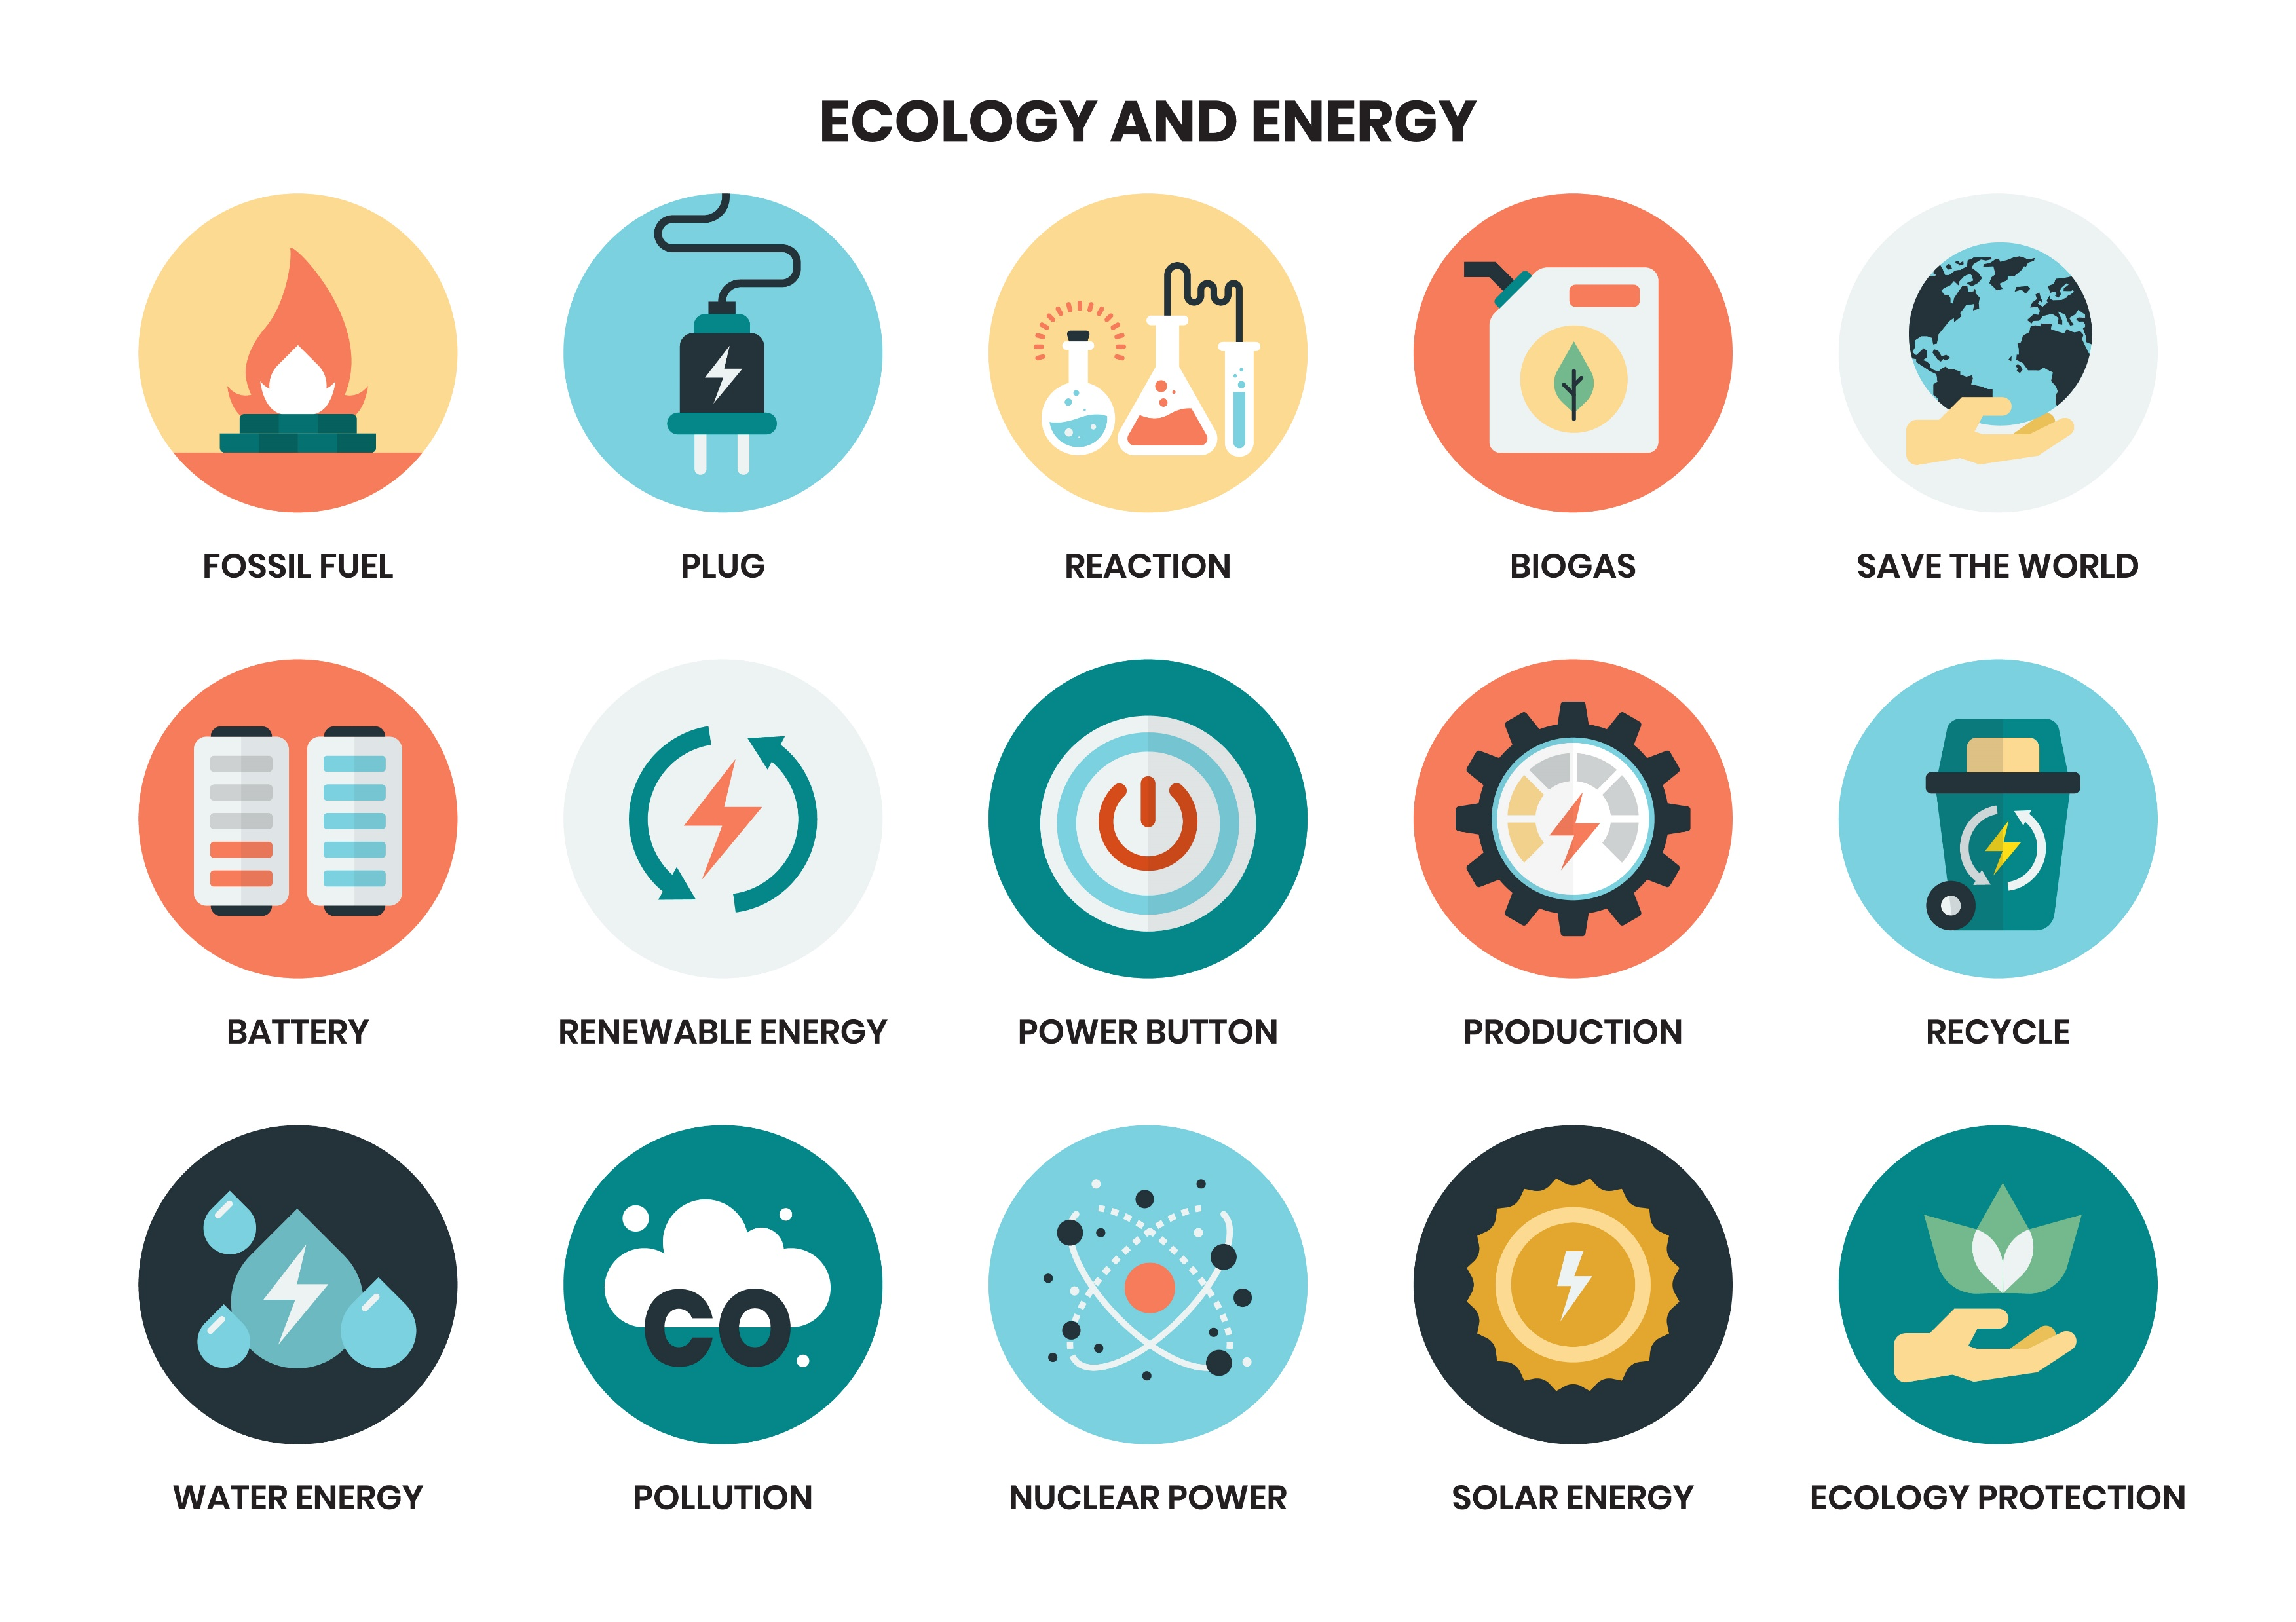 ECOLOGY AND ENERGY
FOSSIL FUEL
PLUG
REACTION
BIOGAS
SAVE THE WORLD
BATTERY
RENEWABLE ENERGY
POWER BUTTON
PRODUCTION
RECYCLE
CO
WATER ENERGY
POLLUTION
NUCLEAR POWER
SOLAR ENERGY
ECOLOGY PROTECTION